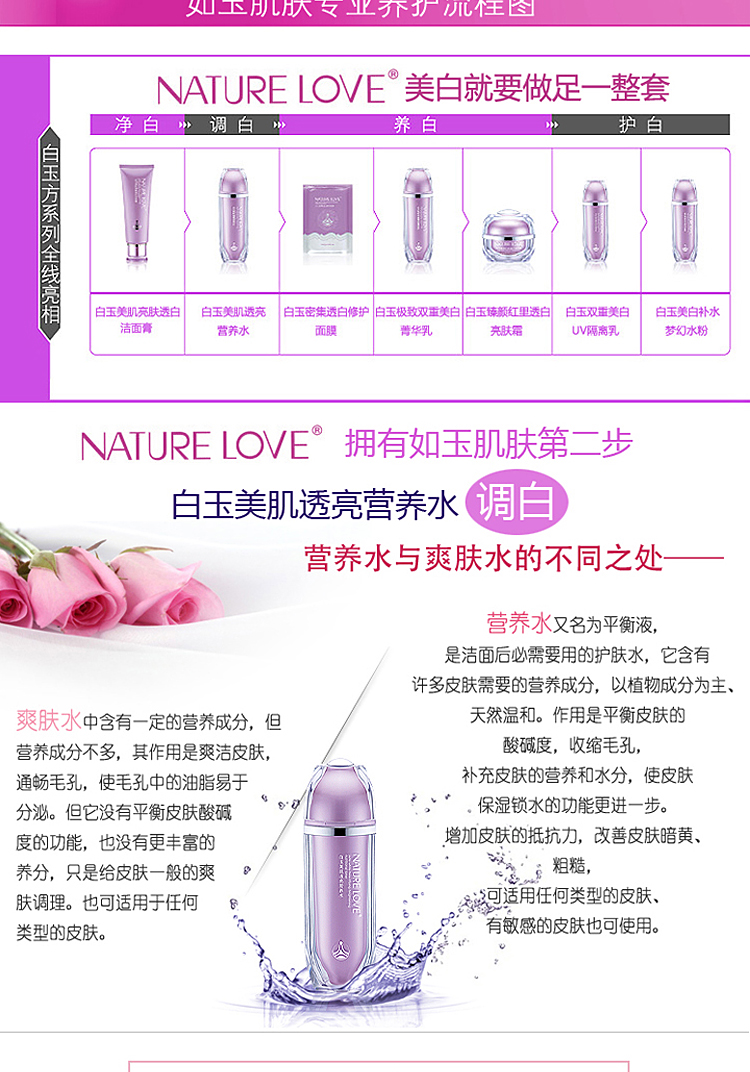 如玉肌肤专业养护流程图
NATURE LOVE® 美白就要做足一整套
净 白 调 白 养 白 护 白
白玉方系列全线亮相
白玉美肌亮肤透白
洁面膏
白玉美肌透亮
营养水
白玉密集透白修护
面膜
白玉极致双重美白
菁华乳
白玉臻颜红里透白
亮肤霜
白玉双重美白
UV隔离乳
白玉美白补水
梦幻水粉
NATURE LOVE® 拥有如玉肌肤第二步
白玉美肌透亮营养水 调白
营养水与爽肤水的不同之处——
营养水又名为平衡液，
是洁面后必需要用的护肤水，它含有
许多皮肤需要的营养成分，以植物成分为主、
天然温和。作用是平衡皮肤的
酸碱度，收缩毛孔，
补充皮肤的营养和水分，使皮肤
保湿锁水的功能更进一步。
增加皮肤的抵抗力，改善皮肤暗黄、
粗糙，
可适用任何类型的皮肤、
有敏感的皮肤也可使用。
爽肤水中含有一定的营养成分，但
营养成分不多，其作用是爽洁皮肤，
通畅毛孔，使毛孔中的油脂易于
分泌。但它没有平衡皮肤酸碱
度的功能，也没有更丰富的
养分，只是给皮肤一般的爽
肤调理。也可适用于任何
类型的皮肤。
NATURE LOVE®